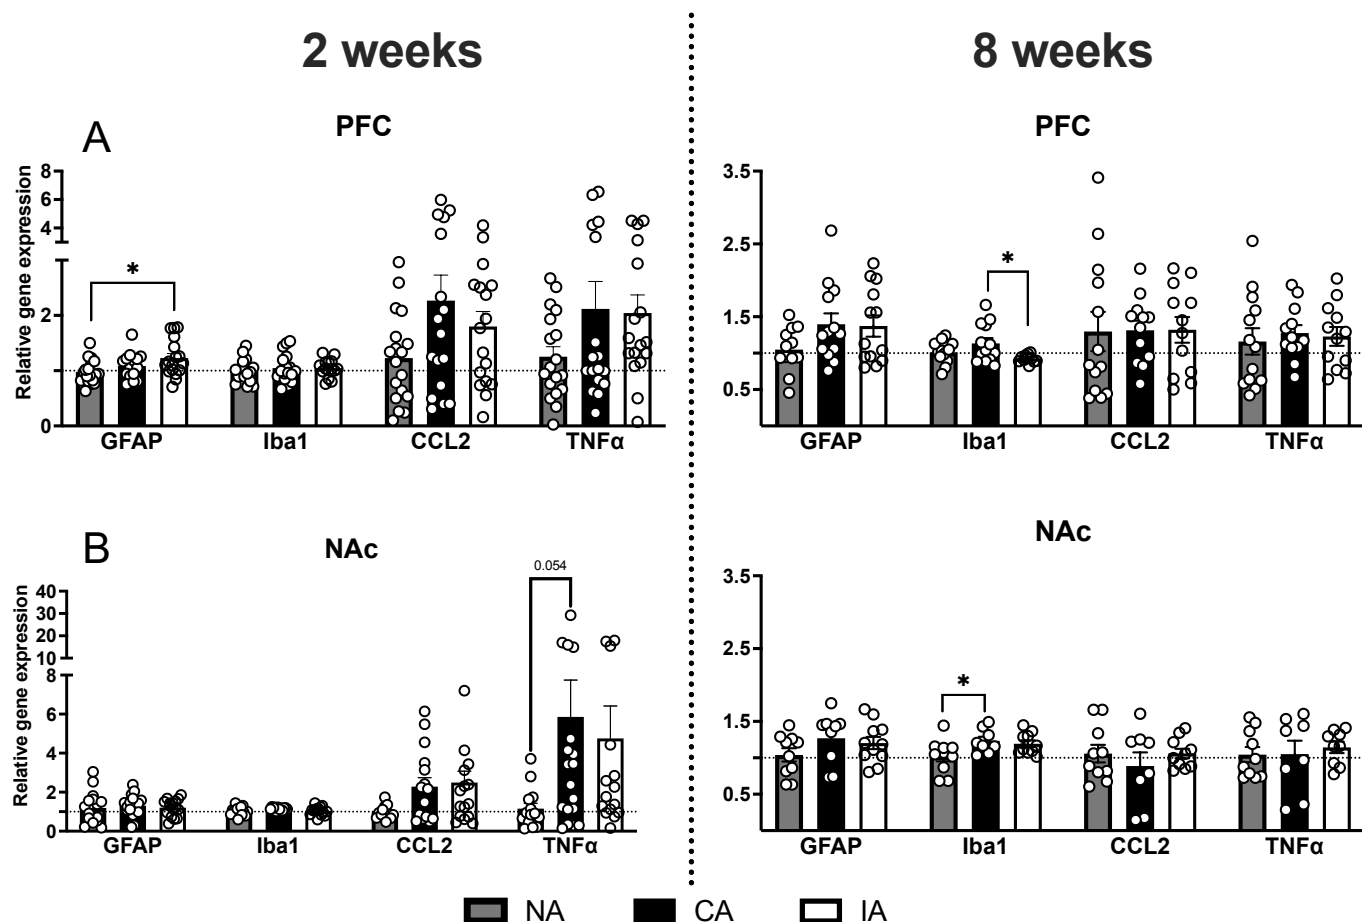 2 weeks
8 weeks
A
PFC
PFC
Relative gene expression
8
6
4
2
0
*
GFAP
Iba1
CCL2
TNFα
3.5
2.5
1.5
0.5
*
GFAP
Iba1
CCL2
TNFα
B
NAc
NAc
Relative gene expression
40
30
20
10
8
6
4
2
0
0.054
GFAP
Iba1
CCL2
TNFα
3.5
2.5
1.5
0.5
*
GFAP
Iba1
CCL2
TNFα
NA
CA
IA